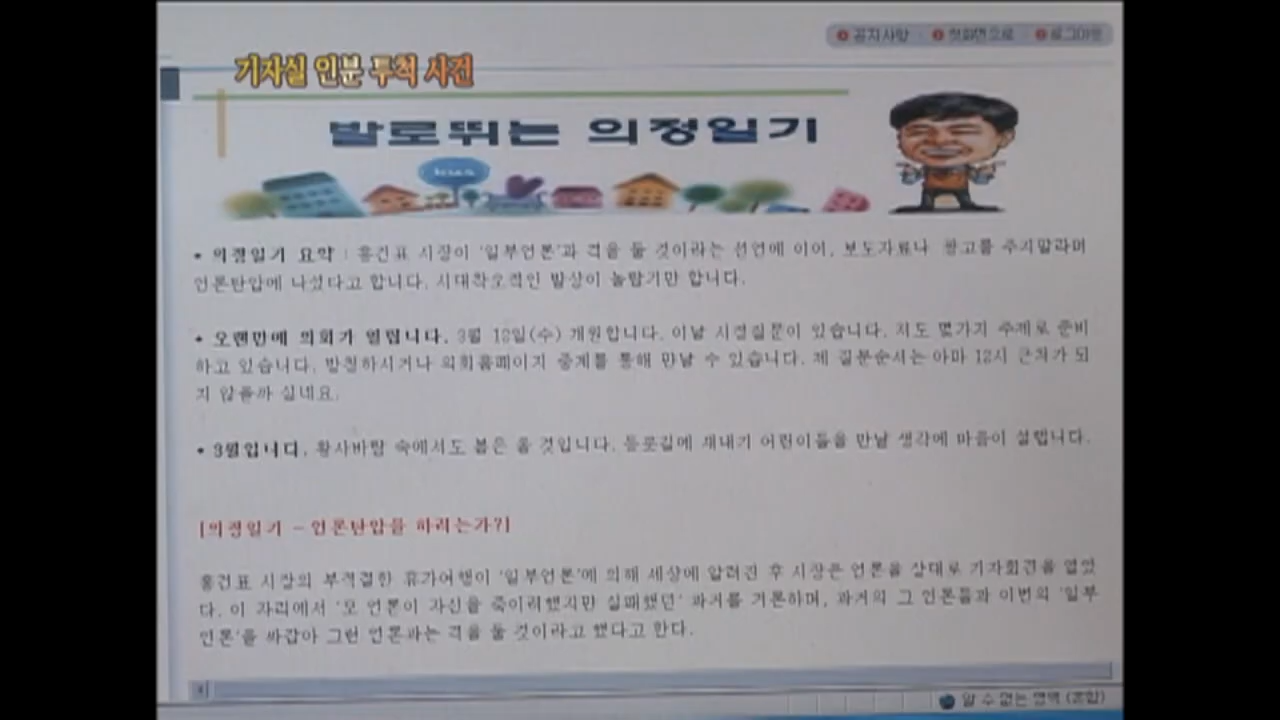 공지사항 첫화면으로 로그아웃
기자실 인분 투척 사건
발로뛰는 의정일기
• 의정일기 요약 : 홍건표 시장이 '일부언론'과 격을 둘 것이라는 선언에 이어, 보도자료나 광고를 주지말라며
언론탄압에 나섰다고 합니다. 시대착오적인 발상이 놀랍기만 합니다.
• 오랜만에 의회가 열립니다. 3월 일(수) 개원합니다. 이날 시정질문이 있습니다. 저도 몇가지 주제로 준비
하고 있습니다. 방청하시거나 의회홈페이지 중계를 통해 만날 수 있습니다. 제 질문순서는 아마 12시 근처가 되
지 않을까 싶네요.
• 3월입니다. 황사바람 속에서도 봄은 올 것입니다. 등굣길에 새내기 어린이들을 만날 생각에 마음이 설렙니다.
[의정일기 - 언론탄압을 하려는가?]
홍건표 시장의 부적절한 휴가여행이 '일부언론'에 의해 세상에 알려진 후 시장은 언론을 상대로 기자회견을 열었
다. 이 자리에서 '모 언론이 자신을 죽이려했지만 실패했던' 과거를 거론하며, 과거의 그 언론들과 이번의 '일부
언론'을 싸잡아 그런 언론과는 격을 둘 것이라고 했다고 한다.
알 수 없는 영역 (혼합)